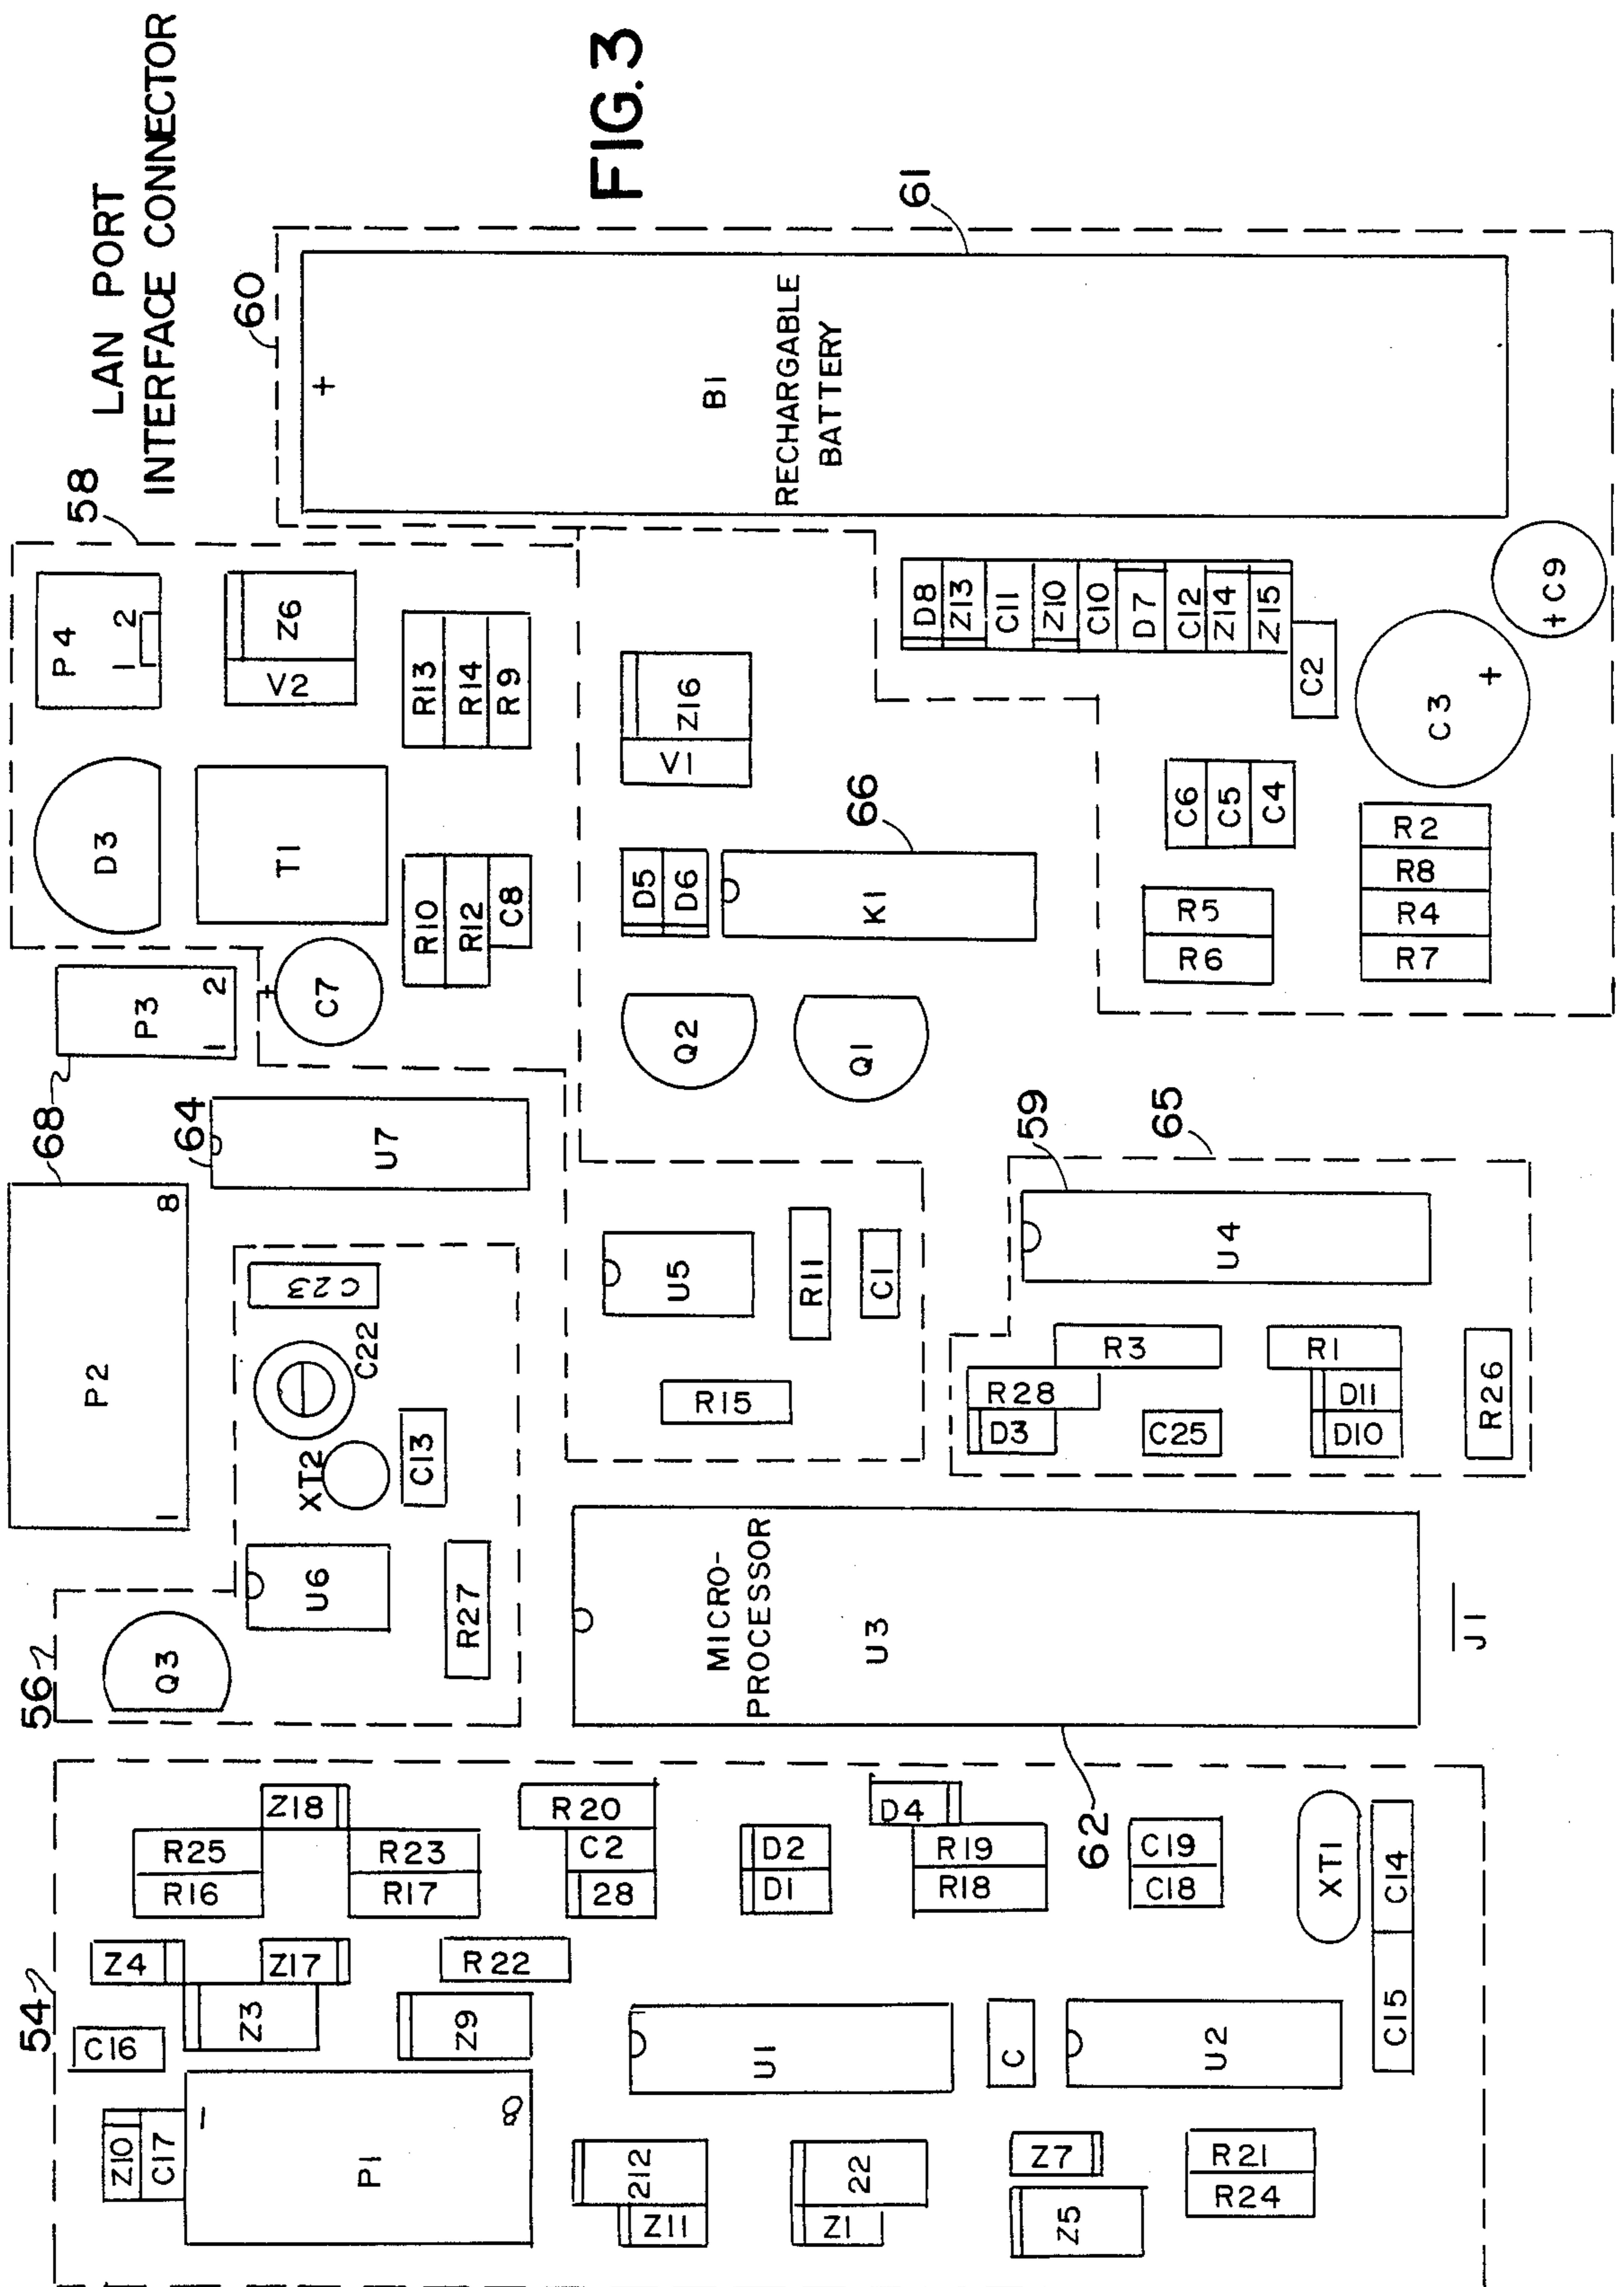 LAN PORT
INTERFACE CONNECTOR
FIG.3
58
60
61
P4
1
2
Z6
V2
D3
T1
R13
R14
R9
R10
R12
C8
C7
+
P3
1
2
68
64
U7
P2
1
8
+
B1
RECHARGABLE
BATTERY
Z16
V1
D5
D6
66
K1
Q2
Q1
D8
Z13
C11
Z10
C10
D7
C12
Z14
Z15
C2
C9
+
C3
+
C6
C5
C4
R2
R8
R4
R7
R5
R6
56
Q3
U6
XT2
C22
C23
C13
R27
U5
R11
C1
R15
59
65
U4
R3
R28
D3
C25
R1
D11
D10
R26
MICRO-
PROCESSOR
U3
J1
62
54
Z18
R25
R16
R23
R17
R20
C2
28
D2
D1
D4
R19
R18
C19
C18
XT1
C14
C15
Z4
Z17
Z3
R22
Z9
C16
Z10
C17
P1
1
8
U1
C
U2
212
Z11
22
Z1
Z7
Z5
R21
R24